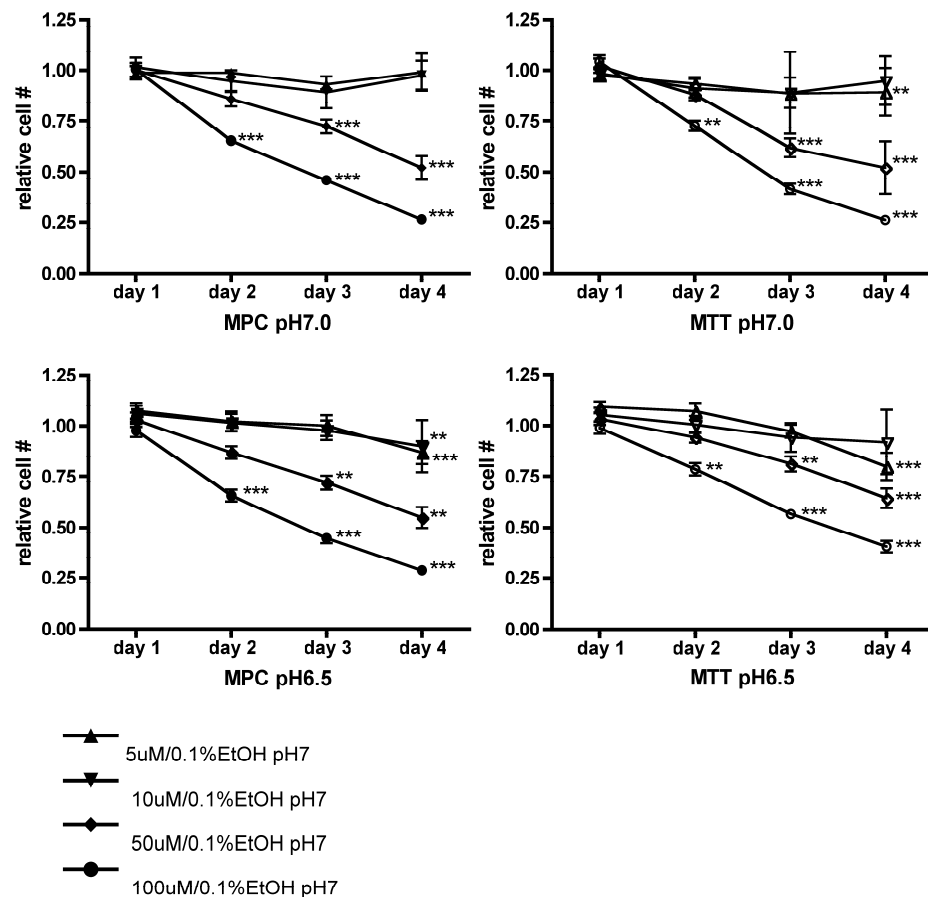 relative cell #
1.25
1.00
0.75
0.50
0.25
0.00
***
***
***
***
***
day 1 day 2 day 3 day 4
MPC pH7.0
relative cell #
1.25
1.00
0.75
0.50
0.25
0.00
**
**
***
***
***
***
day 1 day 2 day 3 day 4
MTT pH7.0
relative cell #
1.25
1.00
0.75
0.50
0.25
0.00
**
***
**
***
**
***
***
day 1 day 2 day 3 day 4
MPC pH6.5
relative cell #
1.25
1.00
0.75
0.50
0.25
0.00
**
***
**
***
***
day 1 day 2 day 3 day 4
MTT pH6.5
5uM/0.1%EtOH pH7
10uM/0.1%EtOH pH7
50uM/0.1%EtOH pH7
100uM/0.1%EtOH pH7